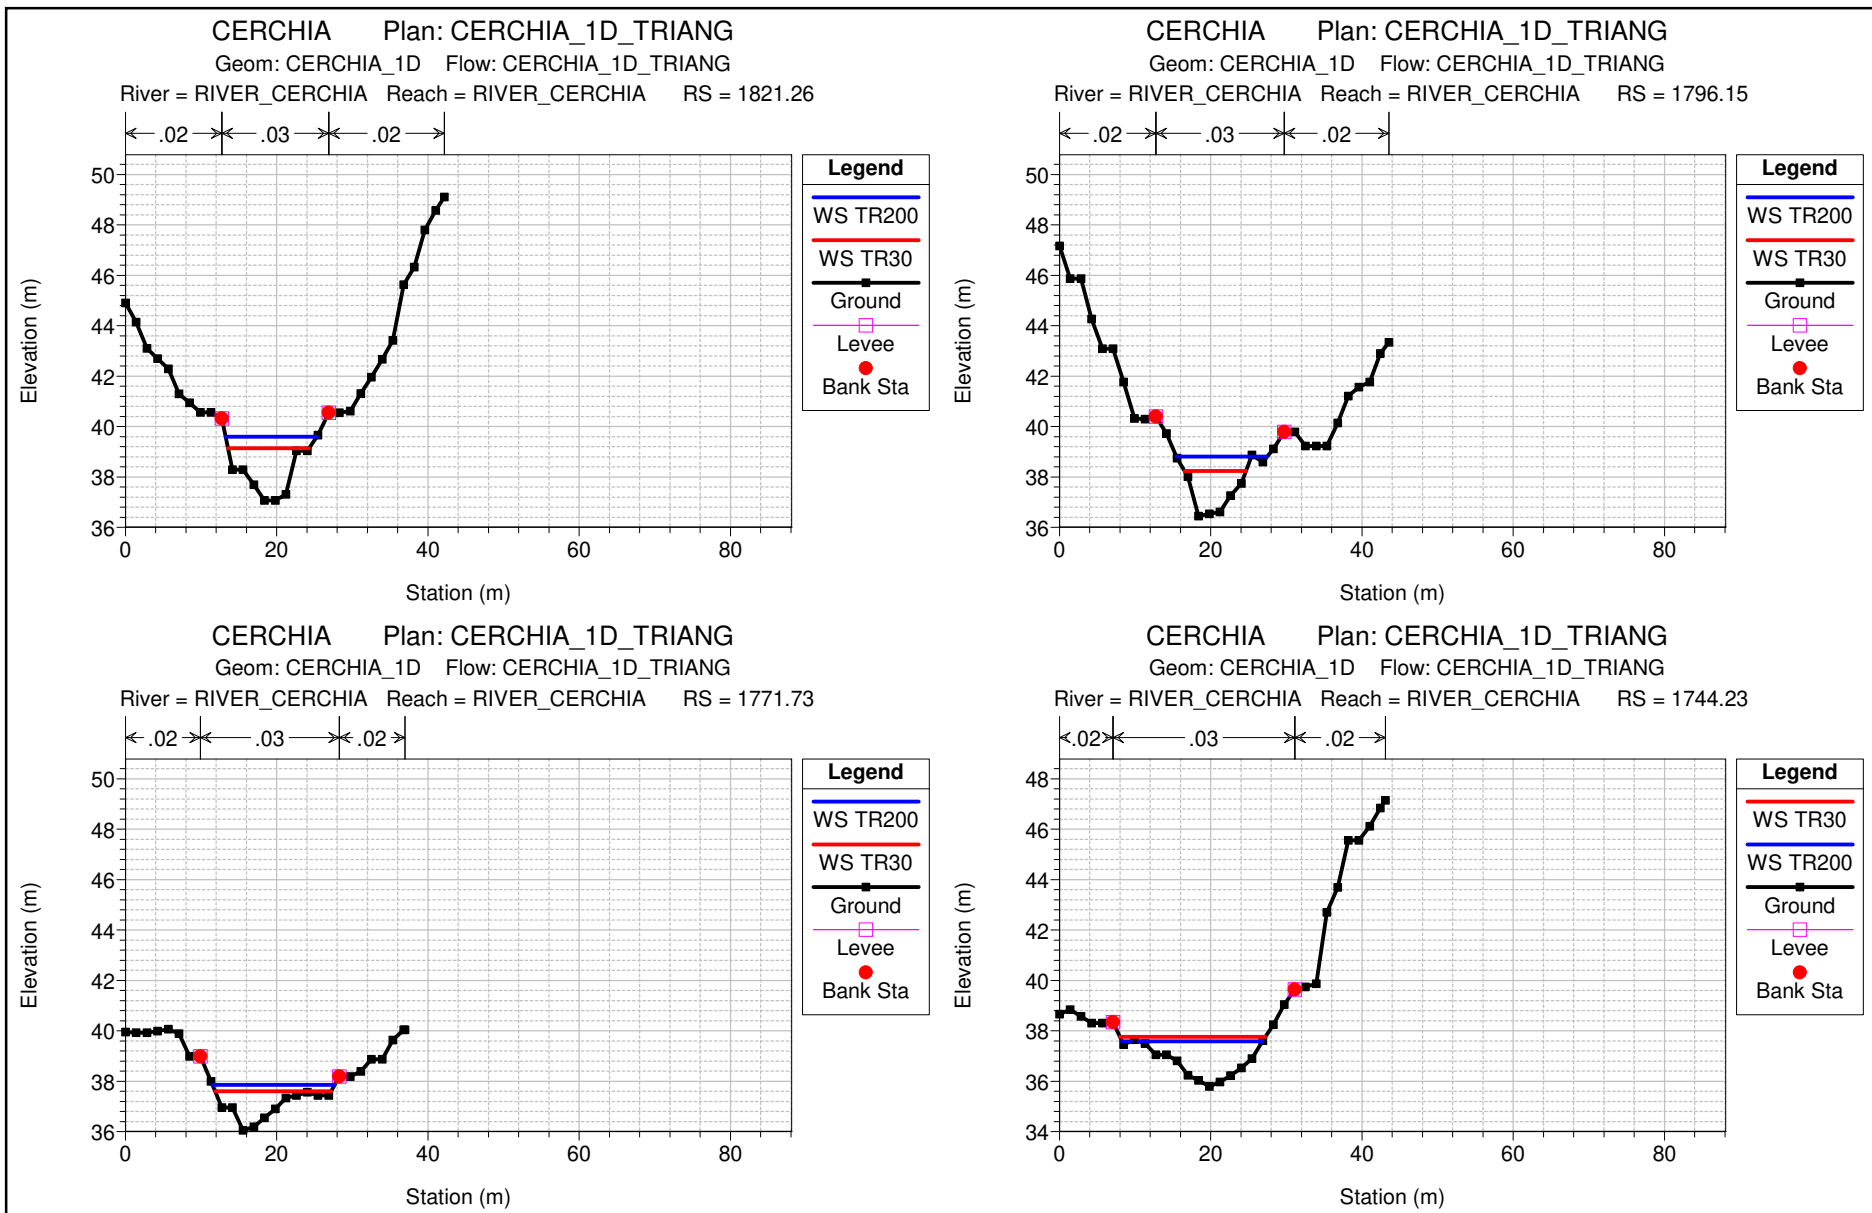 CERCHIA Plan: CERCHIA_1D_TRIANG
Geom: CERCHIA_1D Flow: CERCHIA_1D_TRIANG
River = RIVER_CERCHIA Reach = RIVER_CERCHIA RS = 1821.26
.02 .03 .02
50
48
46
44
42
40
38
36
0 20 40 60 80
Elevation (m)
Station (m)
Legend
WS TR200
WS TR30
Ground
Levee
Bank Sta
CERCHIA Plan: CERCHIA_1D_TRIANG
Geom: CERCHIA_1D Flow: CERCHIA_1D_TRIANG
River = RIVER_CERCHIA Reach = RIVER_CERCHIA RS = 1796.15
.02 .03 .02
50
48
46
44
42
40
38
36
0 20 40 60 80
Elevation (m)
Station (m)
Legend
WS TR200
WS TR30
Ground
Levee
Bank Sta
CERCHIA Plan: CERCHIA_1D_TRIANG
Geom: CERCHIA_1D Flow: CERCHIA_1D_TRIANG
River = RIVER_CERCHIA Reach = RIVER_CERCHIA RS = 1771.73
.02 .03 .02
50
48
46
44
42
40
38
36
0 20 40 60 80
Elevation (m)
Station (m)
Legend
WS TR200
WS TR30
Ground
Levee
Bank Sta
CERCHIA Plan: CERCHIA_1D_TRIANG
Geom: CERCHIA_1D Flow: CERCHIA_1D_TRIANG
River = RIVER_CERCHIA Reach = RIVER_CERCHIA RS = 1744.23
.02 .03 .02
48
46
44
42
40
38
36
34
0 20 40 60 80
Elevation (m)
Station (m)
Legend
WS TR30
WS TR200
Ground
Levee
Bank Sta